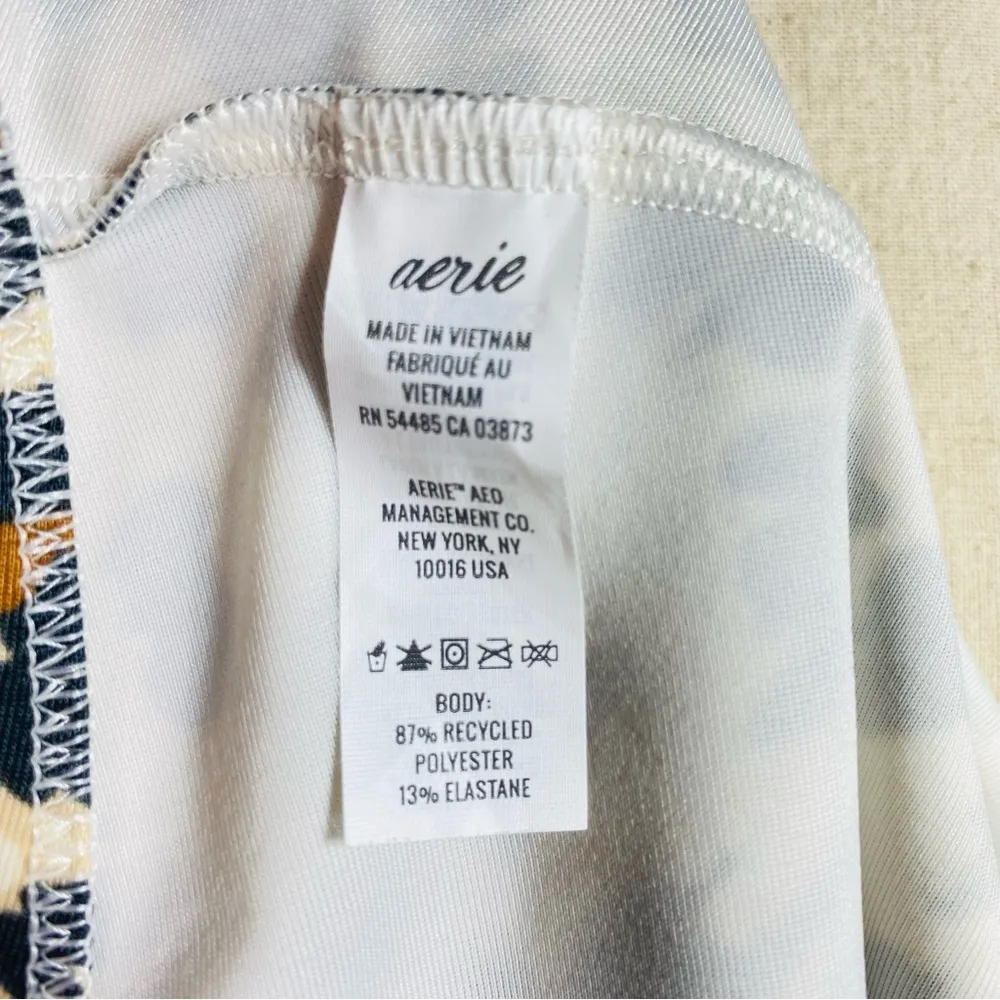 aerie
MADE IN VIETNAM
FABRIQUÉ AU
VIETNAM
RN 54485 CA 03873
AERIE™ AEO
MANAGEMENT CO.
NEW YORK, NY
10016 USA
BODY:
87% RECYCLED
POLYESTER
13% ELASTANE